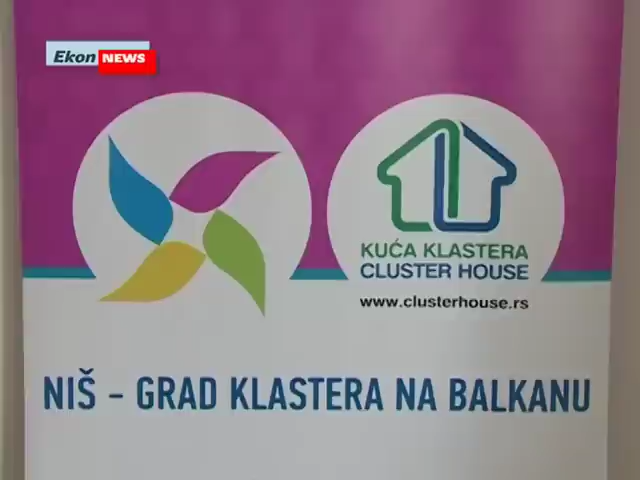 Ekon NEWS
KUĆA KLASTERA
CLUSTER HOUSE
www.clusterhouse.rs
NIŠ - GRAD KLASTERA NA BALKANU